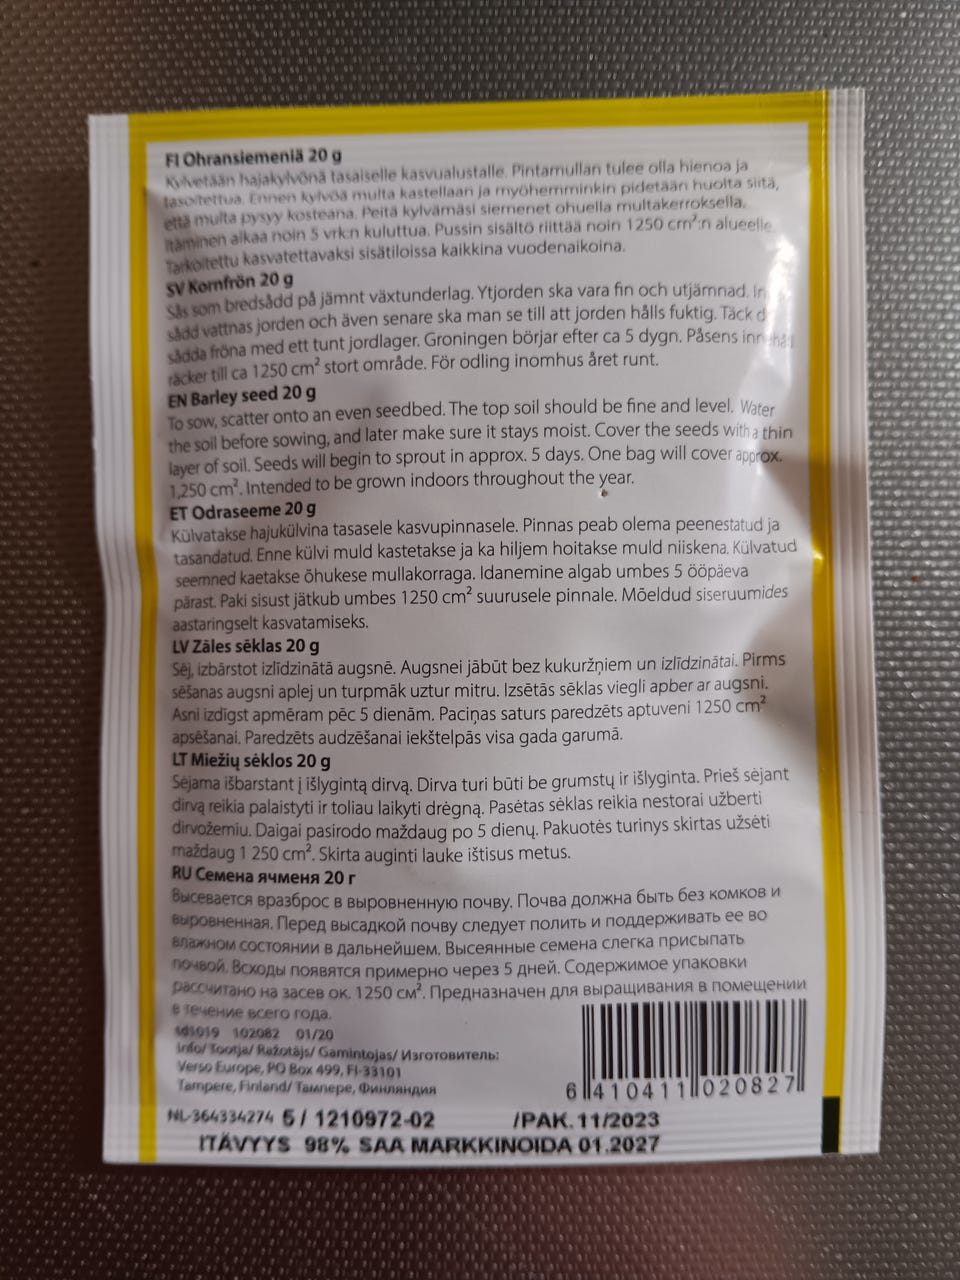 FI Ohransiemeniä 20 g
Kylvetään hajakylvönä tasaiselle kasvualustalle. Pintamullan tulee olla hienoa ja
tasoitettua. Ennen kylvöä multa kastellaan ja myöhemminkin pidetään huolta siitä,
että multa pysyy kosteana. Peitä kylvämäsi siemenet ohuella multakerroksella.
Itäminen alkaa noin 5 vrk:n kuluttua. Pussin sisältö riittää noin 1250 cm²:n alueelle.
Tarkoitettu kasvatettavaksi sisätiloissa kaikkina vuodenaikoina.
SV Kornfrön 20 g
Sås som bredsådd på jämnt växtunderlag. Ytjorden ska vara fin och utjämnad.
sådd vattnas jorden och även senare ska man se till att jorden hålls fuktig. Täck
sådda fröna med ett tunt jordlager. Groningen börjar efter ca 5 dygn. Påsens innehåll
räcker till ca 1250 cm² stort område. För odling inomhus året runt.
EN Barley seed 20 g
To sow, scatter onto an even seedbed. The top soil should be fine and level. Water
the soil before sowing, and later make sure it stays moist. Cover the seeds with a thin
layer of soil. Seeds will begin to sprout in approx. 5 days. One bag will cover approx.
1,250 cm². Intended to be grown indoors throughout the year.
ET Odraseeme 20 g
Külvatakse hajukülvina tasasele kasvupinnasele. Pinnas peab olema peenestatud ja
tasandatud. Enne külvi muld kastetakse ja ka hiljem hoitakse muld niiskena. Külvatud
seemned kaetakse õhukese mullakorraga. Idanemine algab umbes 5 ööpäeva
pärast. Paki sisust jätkub umbes 1250 cm² suurusele pinnale. Mõeldud siseruumides
aastaringselt kasvatamiseks.
LV Zāles sēklas 20 g
Sēj, izbārstot izlīdzinātā augsnē. Augsnei jābūt bez kukuržņiem un izlīdzinātai. Pirms
sēšanas augsni aplej un turpmāk uztur mitru. Izsētās sēklas viegli apber ar augsni.
Asni izdīgst apmēram pēc 5 dienām. Paciņas saturs paredzēts aptuveni 1250 cm²
apsēšanai. Paredzēts audzēšanai iekštelpās visa gada garumā.
LT Miežių sėklos 20 g
Sėjama išbarstant į išlygintą dirvą. Dirva turi būti be grumstų ir išlyginta. Prieš sėjant
dirvą reikia palaistyti ir toliau laikyti drėgną. Pasėtas sėklas reikia nestorai užberti
dirvožemiu. Daigai pasirodo maždaug po 5 dienų. Pakuotės turinys skirtas užsėti
maždaug 1 250 cm². Skirta auginti lauke ištisus metus.
RU Семена ячменя 20 г
Высевается вразброс в выровненную почву. Почва должна быть без комков и
выровненная. Перед высадкой почву следует полить и поддерживать ее во
влажном состоянии в дальнейшем. Высеянные семена слегка присыпать
почвой. Всходы появятся примерно через 5 дней. Содержимое упаковки
рассчитано на засев ок. 1250 см². Предназначен для выращивания в помещении
в течение всего года.
102082 01/20
Info/ Tootja/ Ražotājs/ Gamintojas/ Изготовитель:
Verso Europe, PO Box 499, FI-33101
Tampere, Finland/ Тампере, Финляндия
6 410411 020827
NL-364334274 5/ 1210972-02 /PAK. 11/2023
ITÄVYYS 98% SAA MARKKINOIDA 01.2027